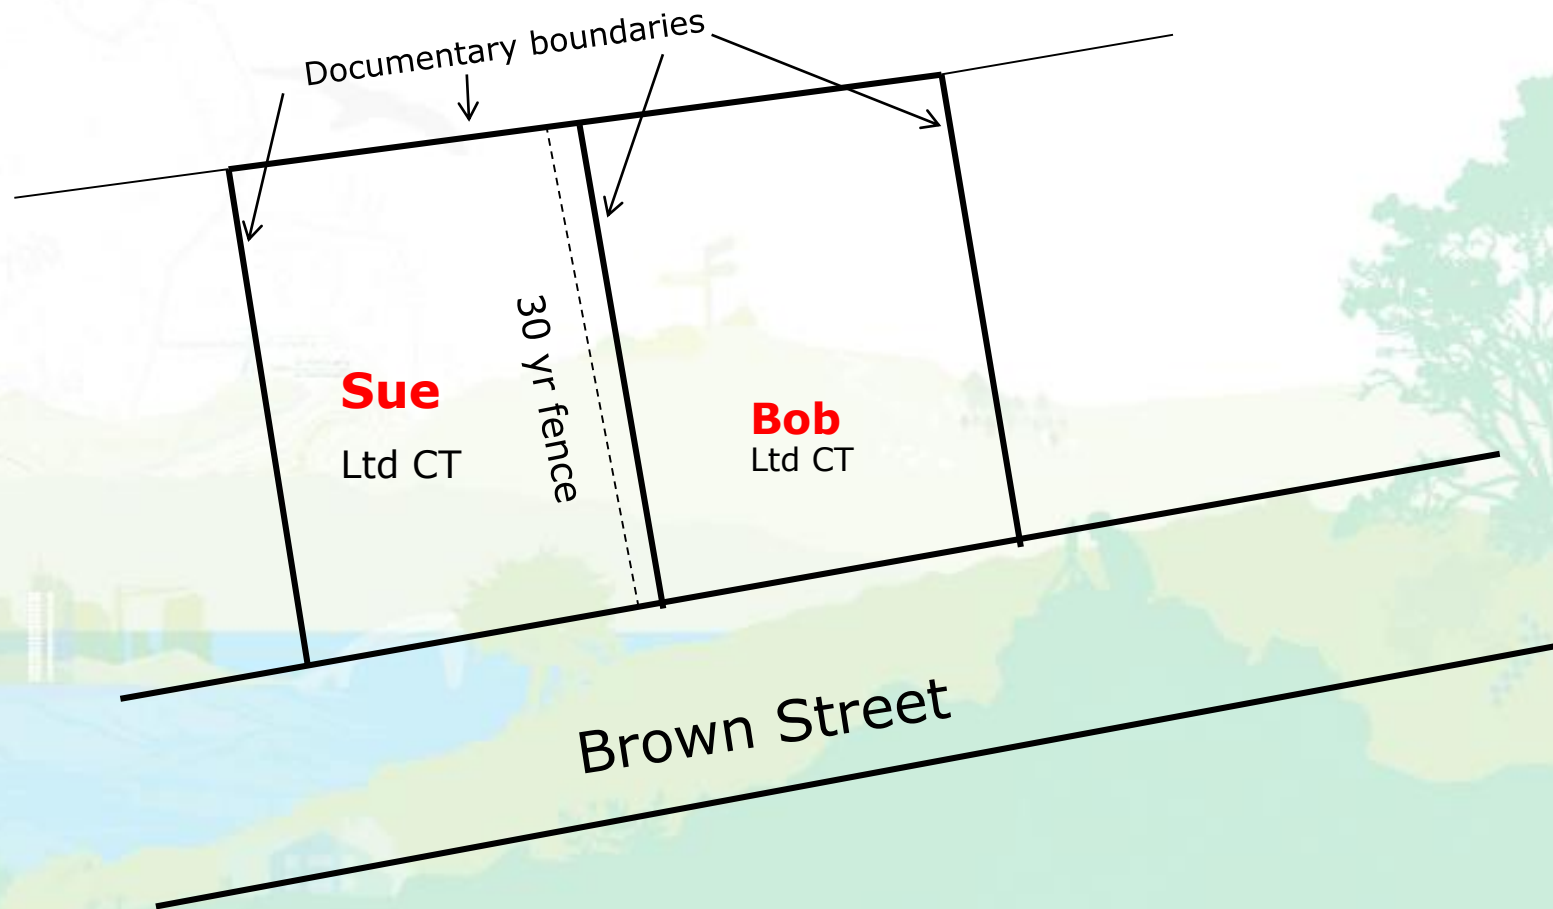 Documentary boundaries
30 yr fence
Sue
Ltd CT
Bob
Ltd CT
Brown Street